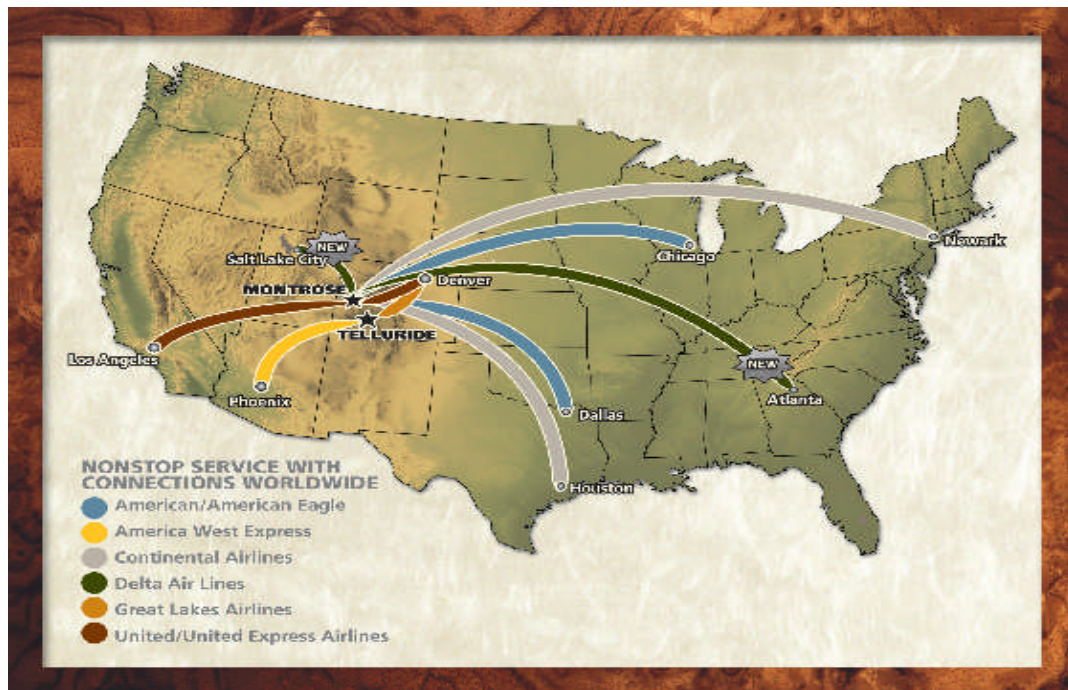 NEW
Salt Lake City
Newark
Chicago
Denver
MONTROSE
TELLURIDE
Los Angeles
NEW
Phoenix
Atlanta
Dallas
Houston
NONSTOP SERVICE WITH
CONNECTIONS WORLDWIDE
American/American Eagle
America West Express
Continental Airlines
Delta Air Lines
Great Lakes Airlines
United/United Express Airlines